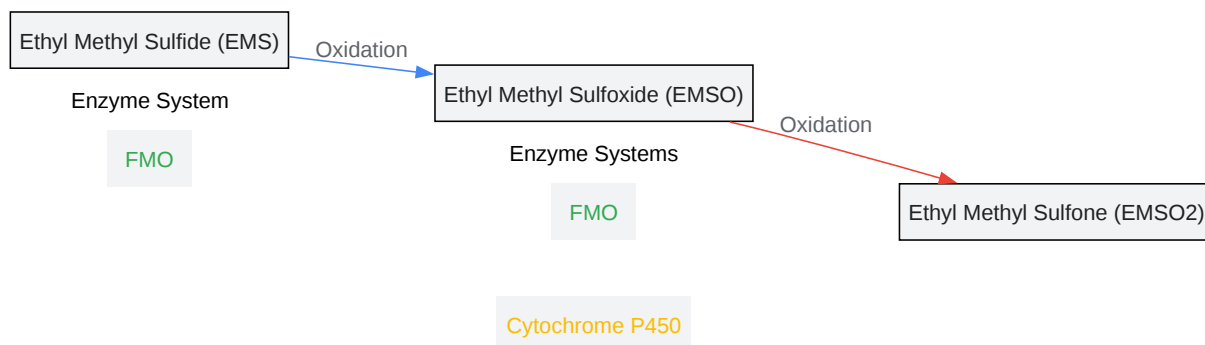 Ethyl Methyl Sulfide (EMS)
Oxidation
Enzyme System
FMO
Ethyl Methyl Sulfoxide (EMSO)
Oxidation
Enzyme Systems
FMO
Cytochrome P450
Ethyl Methyl Sulfone (EMSO2)